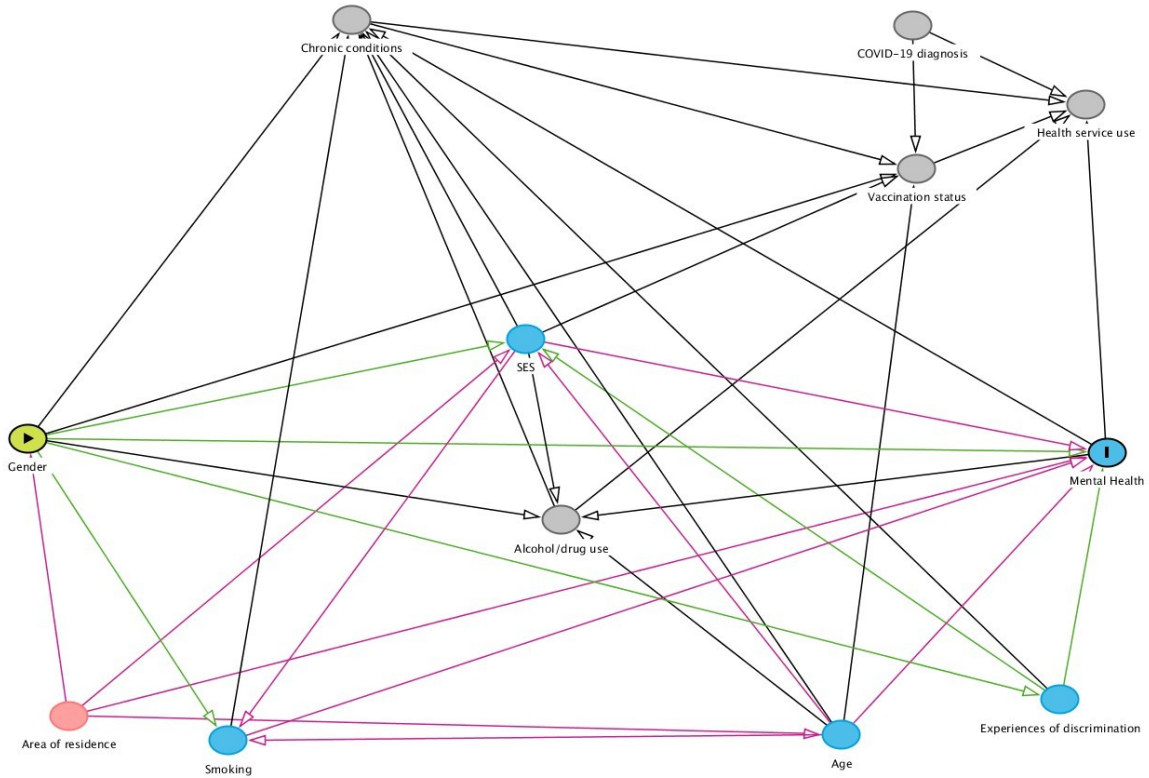 Chronic conditions
COVID-19 diagnosis
Health service use
Vaccination status
SES
Gender
Mental Health
Alcohol/drug use
Area of residence
Smoking
Age
Experiences of discrimination